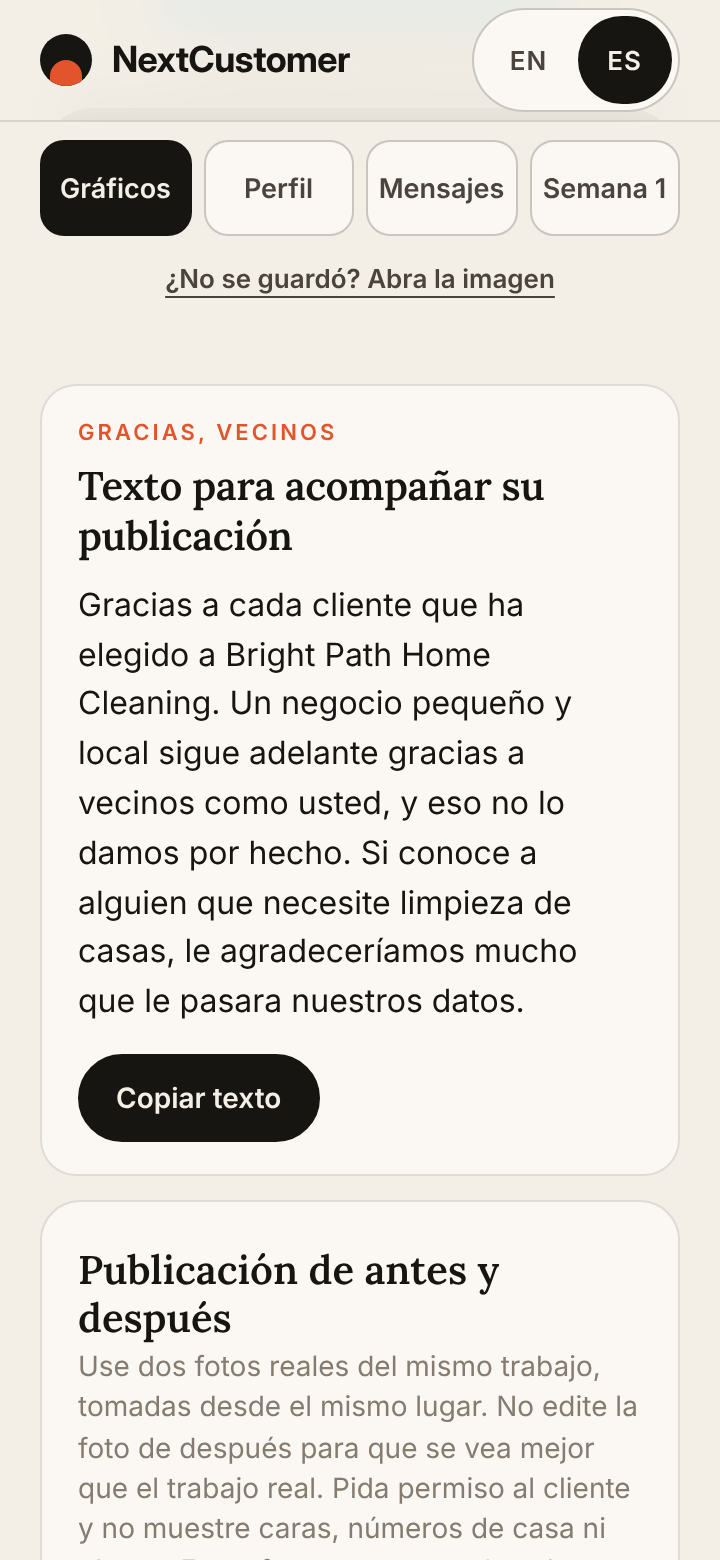 NextCustomer
EN
ES
Gráficos
Perfil
Mensajes
Semana 1
¿No se guardó? Abra la imagen
GRACIAS, VECINOS
Texto para acompañar su
publicación
Gracias a cada cliente que ha
elegido a Bright Path Home
Cleaning. Un negocio pequeño y
local sigue adelante gracias a
vecinos como usted, y eso no lo
damos por hecho. Si conoce a
alguien que necesite limpieza de
casas, le agradeceríamos mucho
que le pasara nuestros datos.
Copiar texto
Publicación de antes y
después
Use dos fotos reales del mismo trabajo,
tomadas desde el mismo lugar. No edite la
foto de después para que se vea mejor
que el trabajo real. Pida permiso al cliente
y no muestre caras, números de casa ni